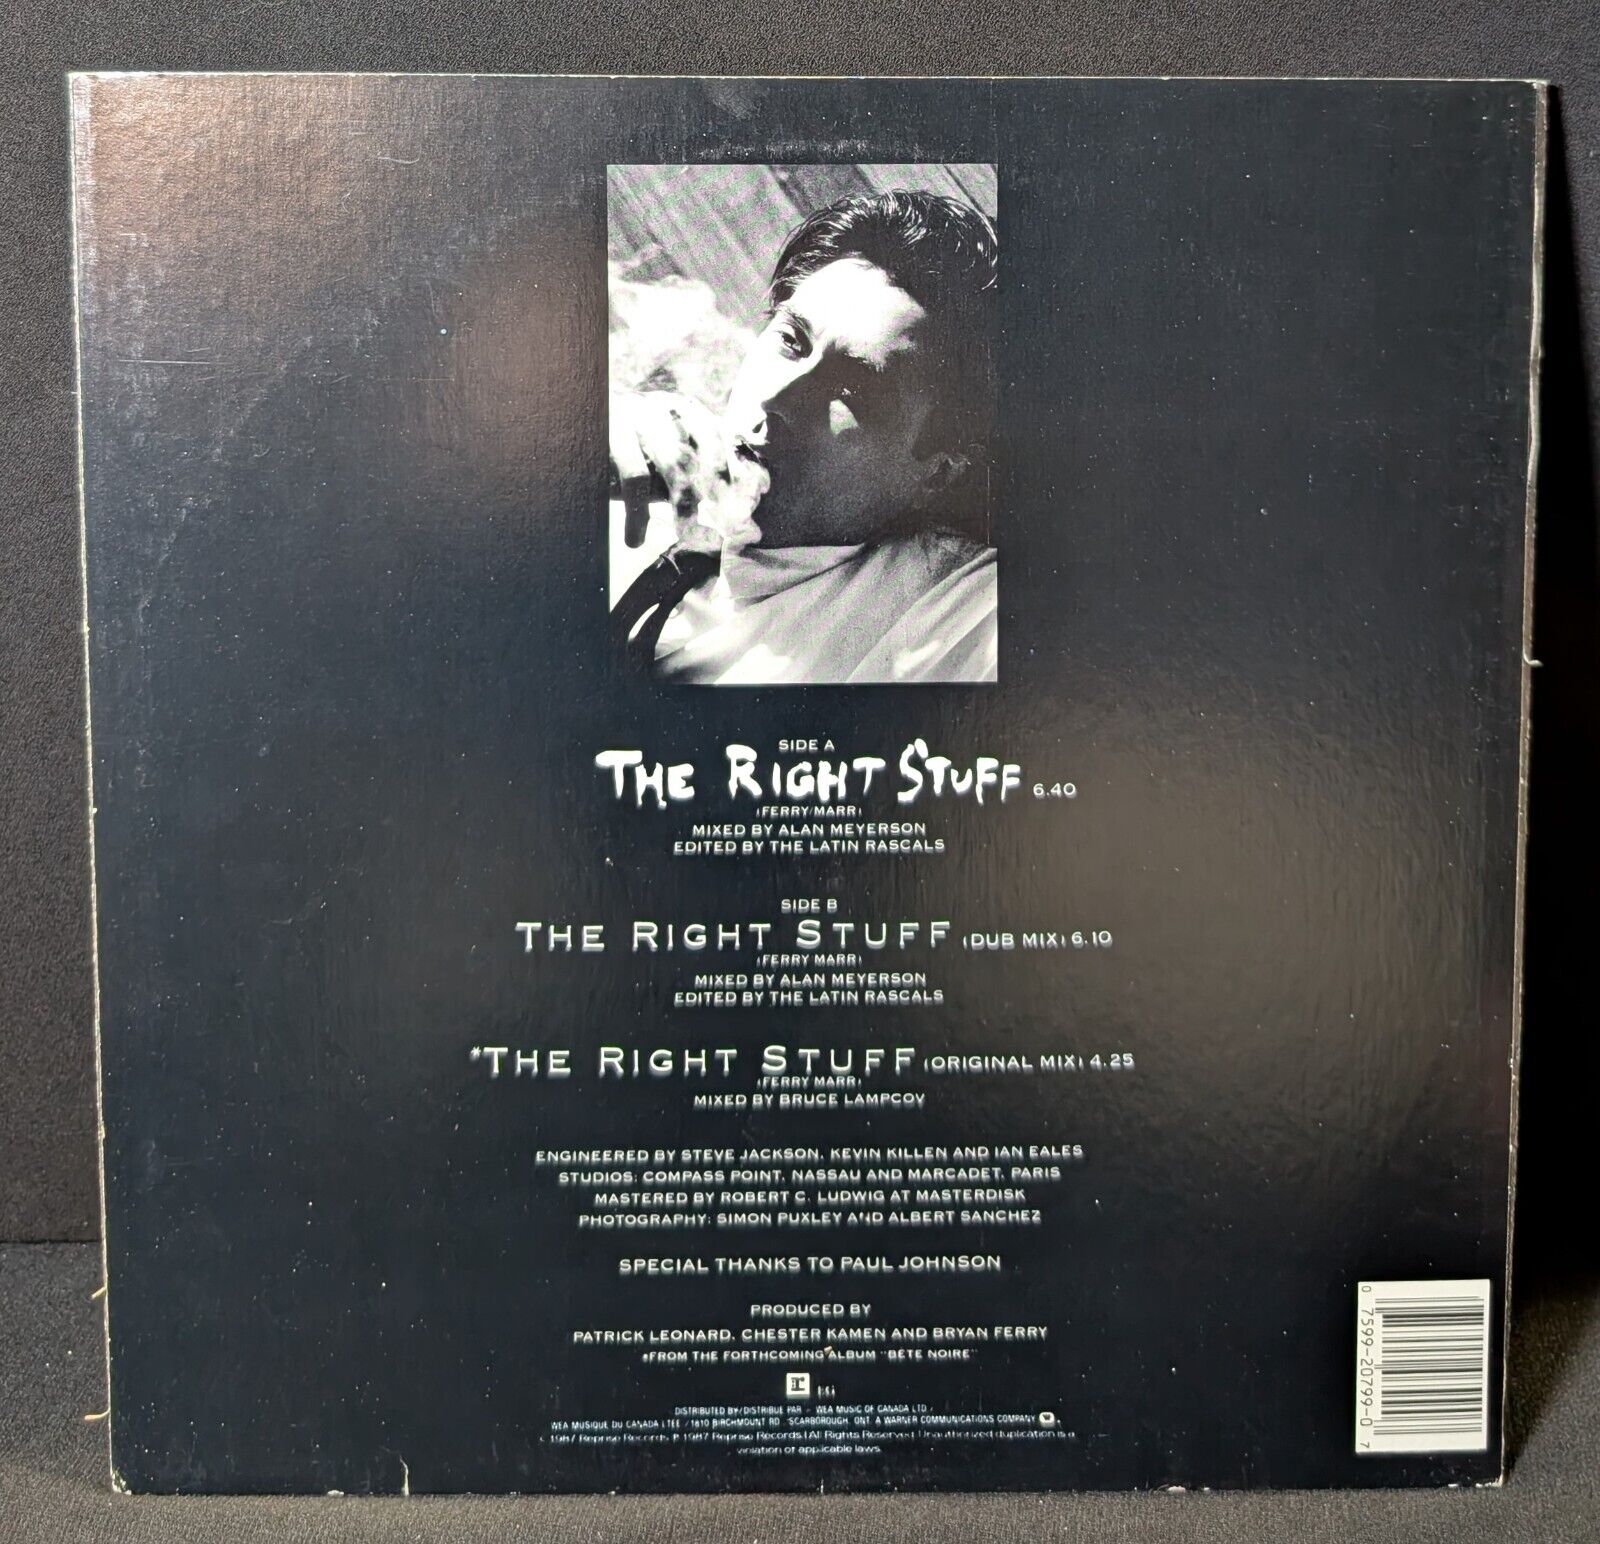 SIDE A
THE RIGHT STUFF 6.40
(FERRY/MARR)
MIXED BY ALAN MEYERSON
EDITED BY THE LATIN RASCALS
SIDE B
THE RIGHT STUFF (DUB MIX) 6.10
(FERRY MARR)
MIXED BY ALAN MEYERSON
EDITED BY THE LATIN RASCALS
*THE RIGHT STUFF (ORIGINAL MIX) 4.25
(FERRY MARR)
MIXED BY BRUCE LAMPCOV
ENGINEERED BY STEVE JACKSON, KEVIN KILLEN AND IAN EALES
STUDIOS: COMPASS POINT, NASSAU AND MARCADET, PARIS
MASTERED BY ROBERT C. LUDWIG AT MASTERDISK
PHOTOGRAPHY: SIMON PUXLEY AND ALBERT SANCHEZ
SPECIAL THANKS TO PAUL JOHNSON
PRODUCED BY
PATRICK LEONARD, CHESTER KAMEN AND BRYAN FERRY
*FROM THE FORTHCOMING ALBUM "BÊTE NOIRE"
DISTRIBUTED BY/DISTRIBUE PAR - WEA MUSIC OF CANADA LTD /
WEA MUSIQUE DU CANADA LTEE / 1810 BIRCHMOUNT RD., SCARBOROUGH, ONT. A WARNER COMMUNICATIONS COMPANY
1987 Reprise Records, P 1987 Reprise Records | All Rights Reserved Unauthorized duplication is a
violation of applicable laws
0 7599-20799-0 7